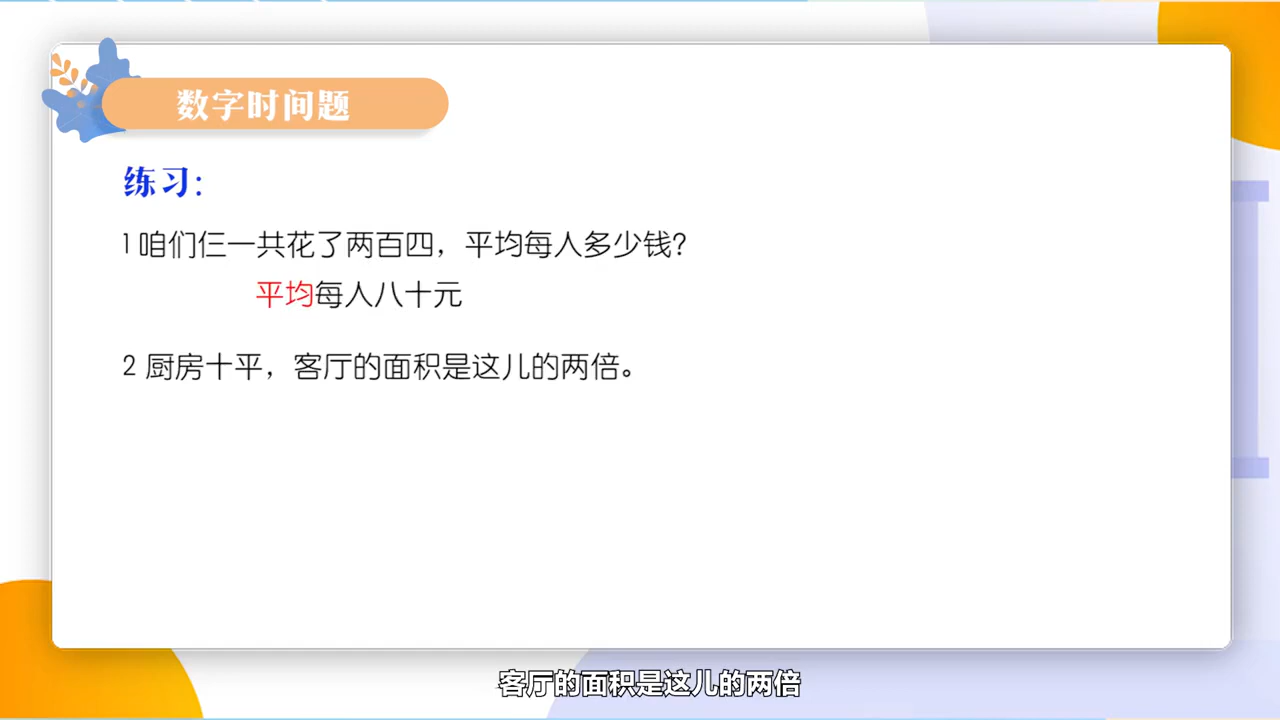 数字时间题
练习：
1咱们仨一共花了两百四，平均每人多少钱？
平均每人八十元
2 厨房十平，客厅的面积是这儿的两倍。
客厅的面积是这儿的两倍